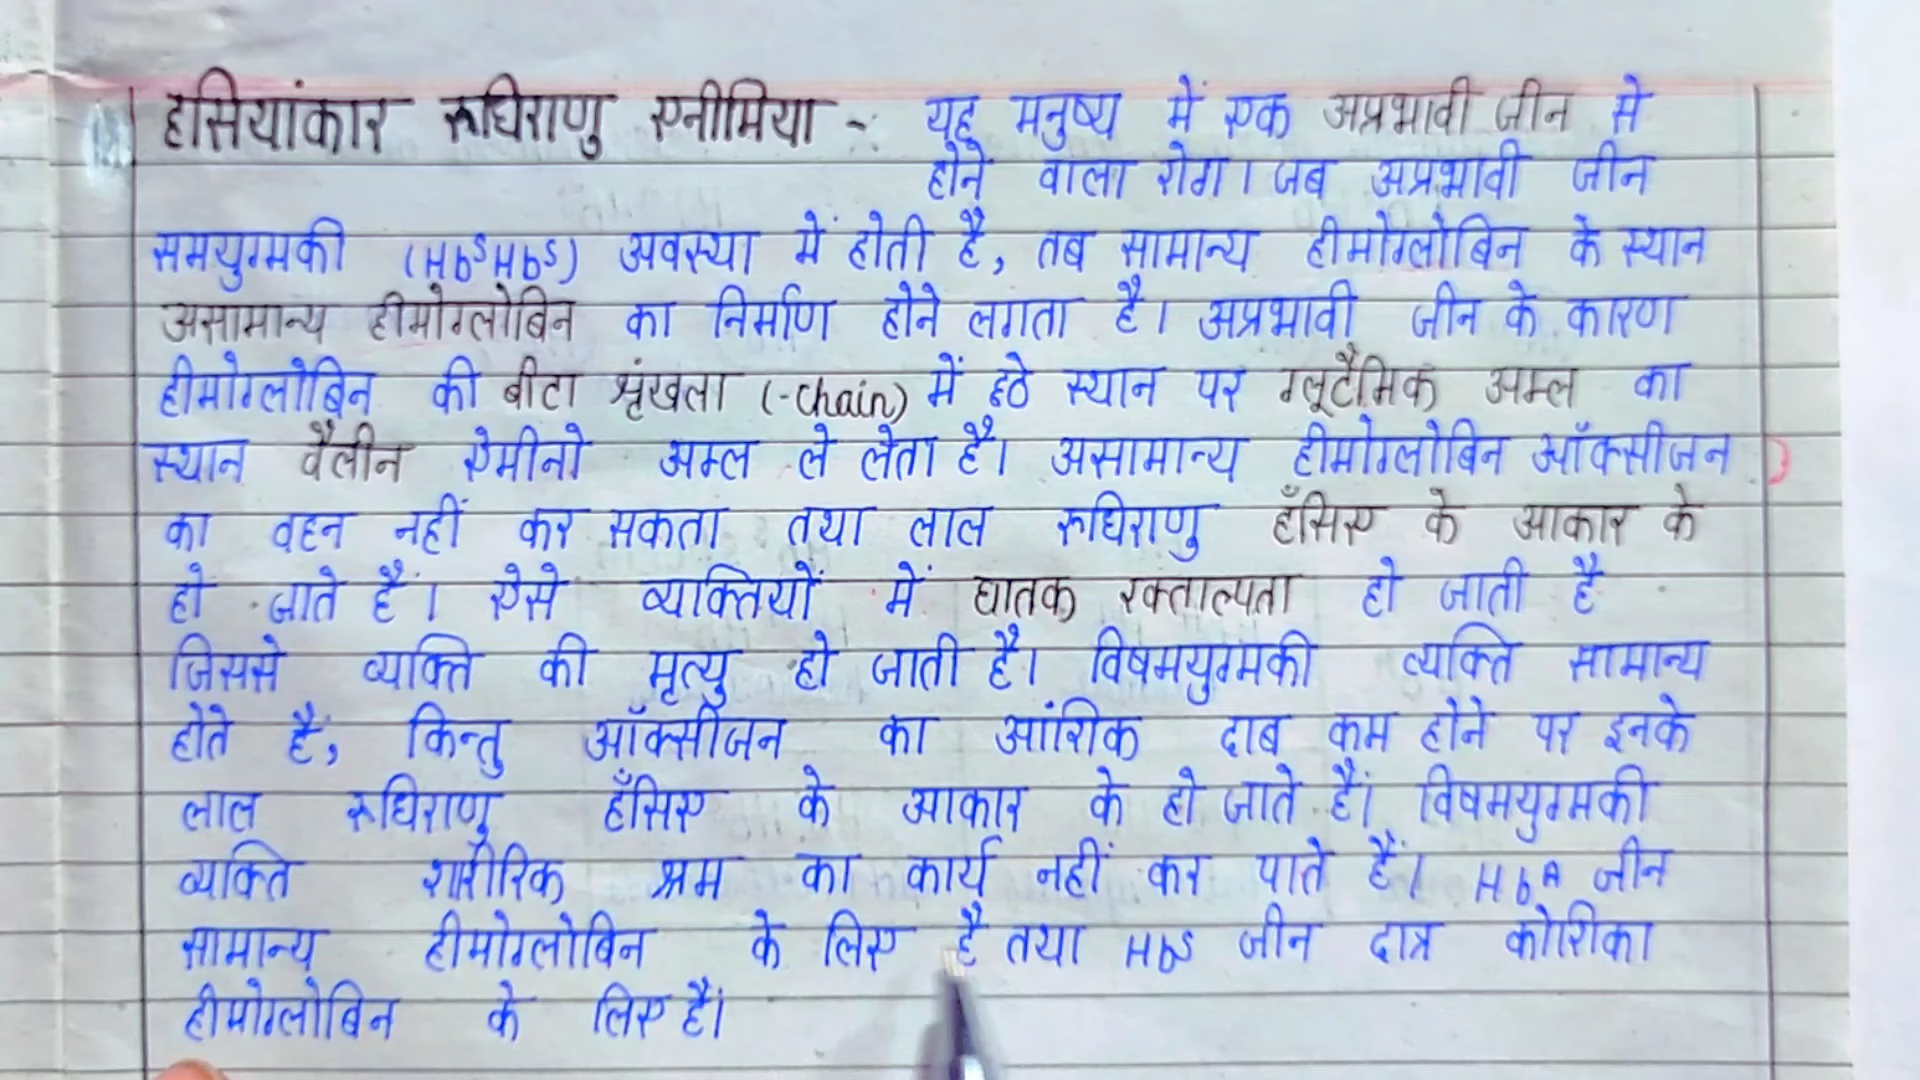 हसियांकार रूधिराणु एनीमिया -: यह मनुष्य में एक अप्रभावी जीन से
होने वाला रोग। जब अप्रभावी जीन
समयुग्मकी (HbSHbS) अवस्था में होती है, तब सामान्य हीमोग्लोबिन के स्थान
असामान्य हीमोग्लोबिन का निर्माण होने लगता है। अप्रभावी जीन के कारण
हीमोग्लोबिन की बीटा श्रृंखला (-chain) में छठे स्थान पर ग्लूटैमिक अम्ल का
स्थान वैलीन ऐमीनो अम्ल ले लेता है। असामान्य हीमोग्लोबिन ऑक्सीजन
का वहन नहीं कर सकता तथा लाल रूधिराणु हँसिए के आकार के
हो जाते हैं। ऐसे व्यक्तियों में घातक रक्ताल्पता हो जाती है
जिससे व्यक्ति की मृत्यु हो जाती है। विषमयुग्मकी व्यक्ति सामान्य
होते है, किन्तु ऑक्सीजन का आंशिक दाब कम होने पर इनके
लाल रूधिराणु हँसिए के आकार के हो जाते हैं। विषमयुग्मकी
व्यक्ति शारीरिक श्रम का कार्य नहीं कर पाते हैं। HbA जीन
सामान्य हीमोग्लोबिन के लिए है तथा HbS जीन दात्र कोशिका
हीमोग्लोबिन के लिए हैं।